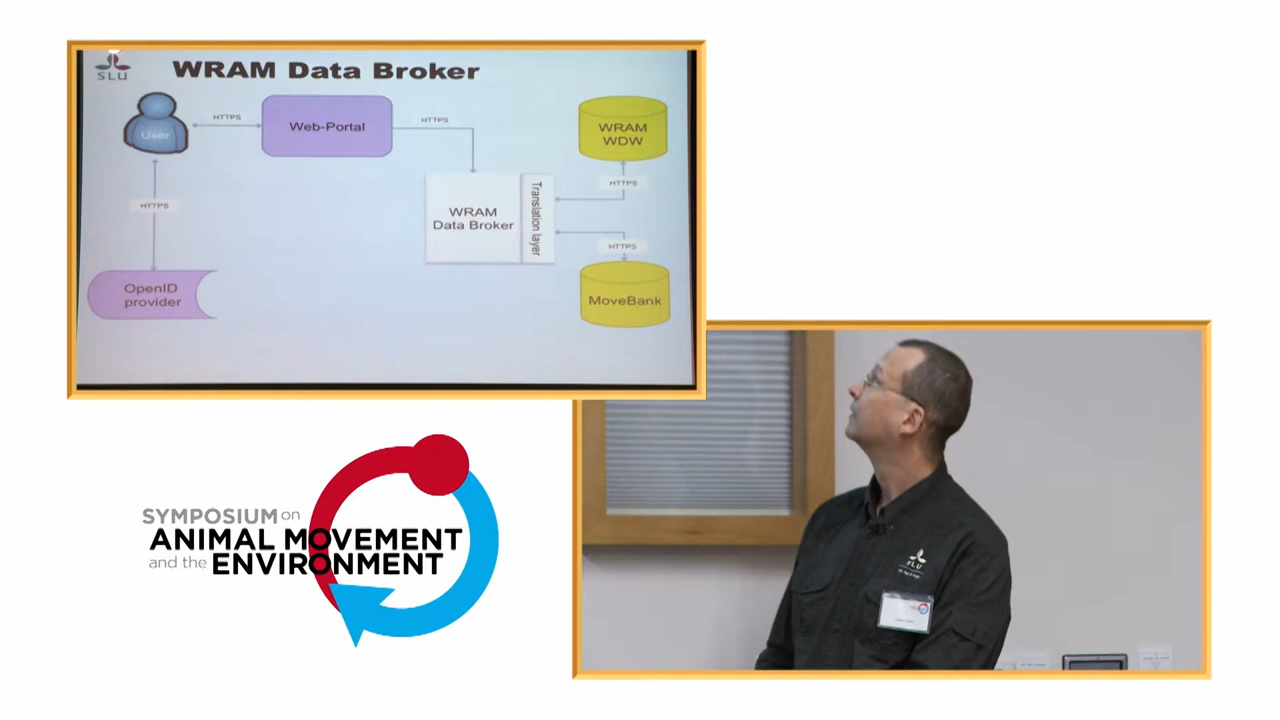 SLU
WRAM Data Broker
User
HTTPS
Web-Portal
HTTPS
WRAM
WDW
HTTPS
HTTPS
WRAM
Data Broker
Translation layer
HTTPS
OpenID
provider
MoveBank
SYMPOSIUM on
ANIMAL MOVEMENT
and the ENVIRONMENT
SLU